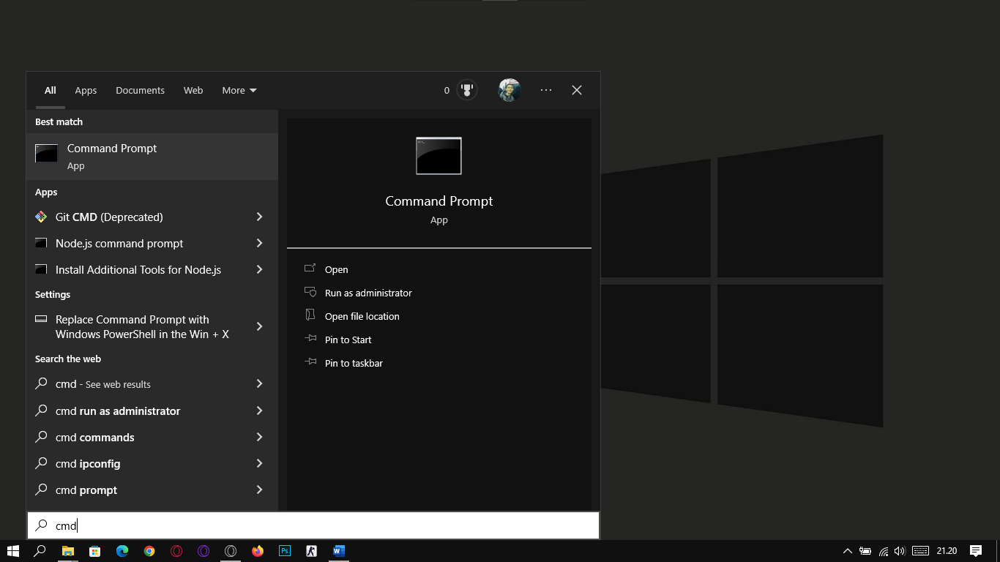 All
Apps
Documents
Web
More
0
Best match
Command Prompt
App
Apps
Git CMD (Deprecated)
Node.js command prompt
Install Additional Tools for Node.js
Settings
Replace Command Prompt with
Windows PowerShell in the Win + X
Search the web
cmd - See web results
cmd run as administrator
cmd commands
cmd ipconfig
cmd prompt
Command Prompt
App
Open
Run as administrator
Open file location
Pin to Start
Pin to taskbar
cmd
Ps
W
21.20